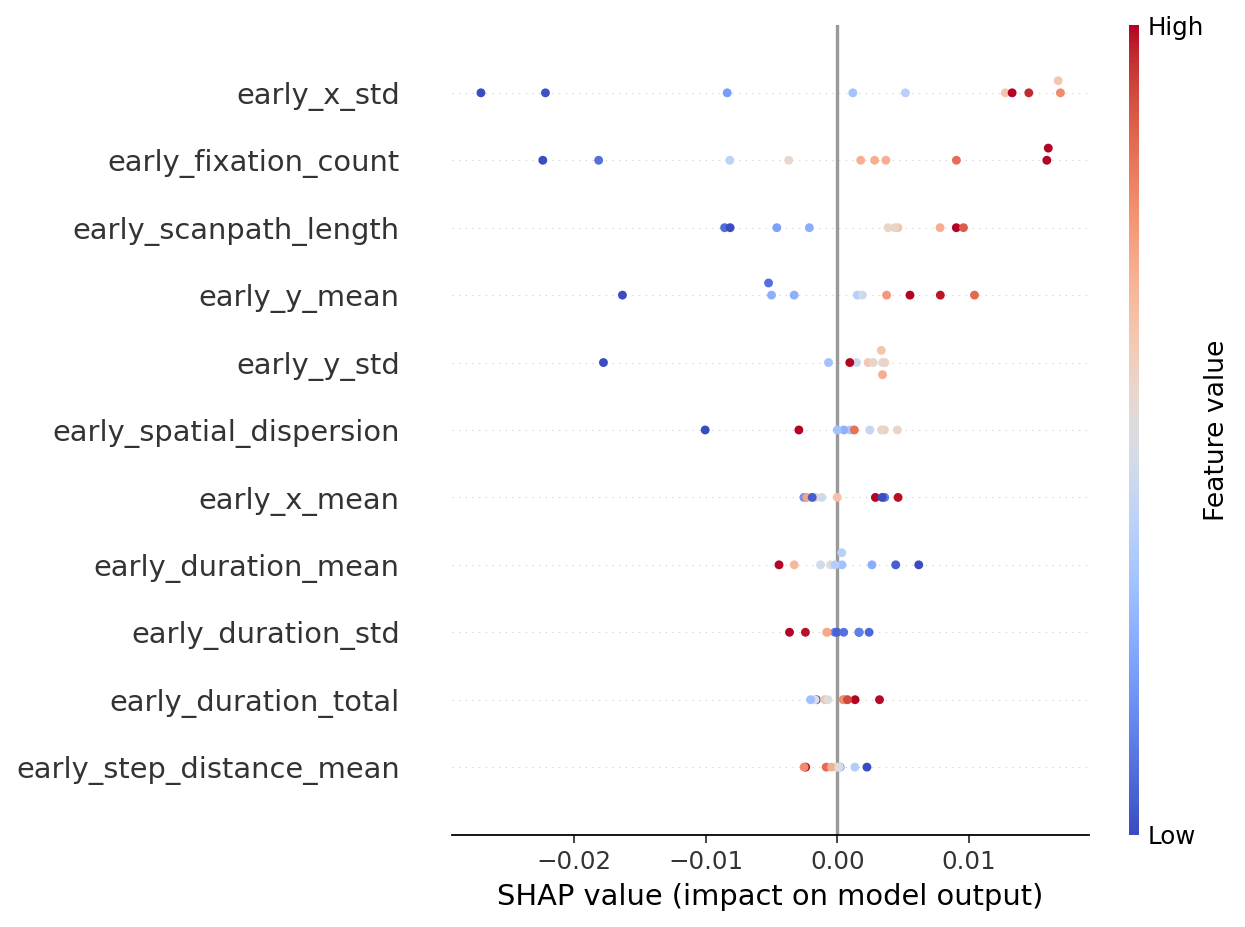 High
early_x_std
early_fixation_count
early_scanpath_length
early_y_mean
early_y_std
early_spatial_dispersion
early_x_mean
early_duration_mean
early_duration_std
early_duration_total
early_step_distance_mean
Feature value
Low
−0.02 −0.01 0.00 0.01
SHAP value (impact on model output)